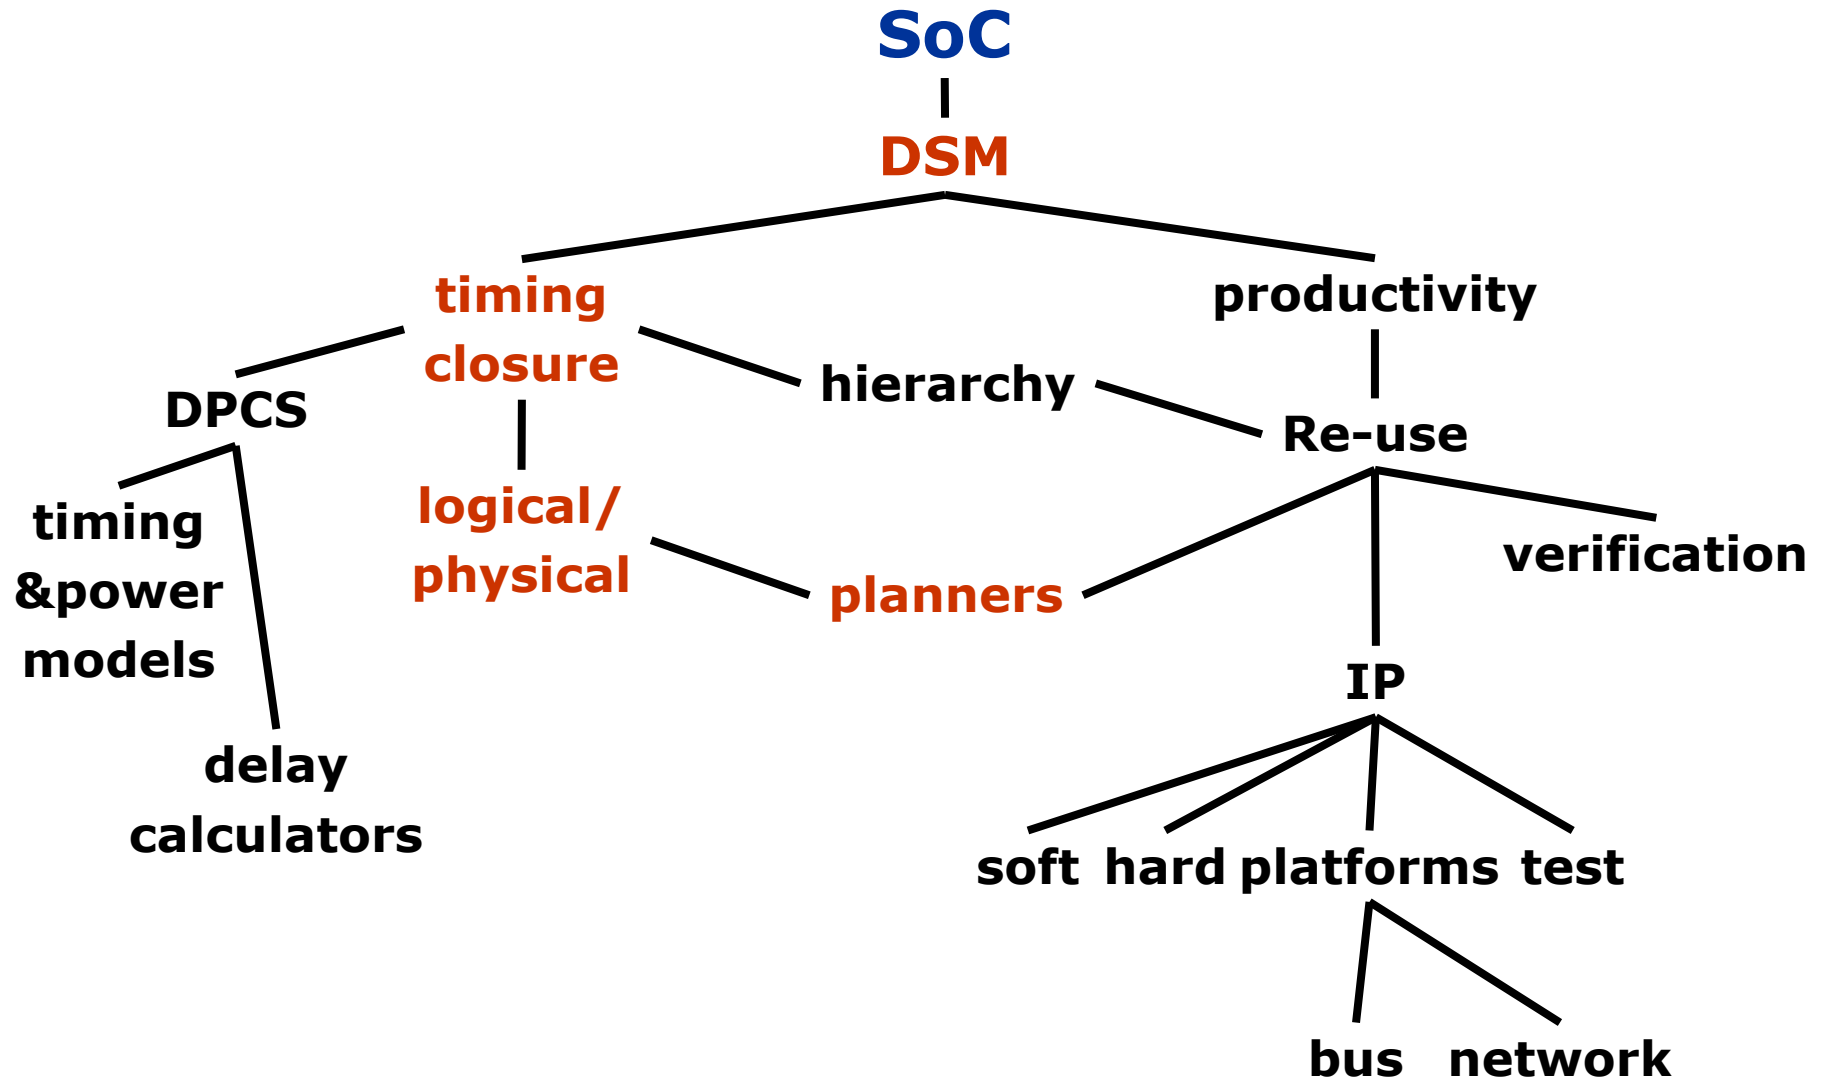 SoC
DSM
timing
closure
productivity
hierarchy
DPCS
Re-use
logical/
physical
timing
&power
models
planners
verification
IP
delay
calculators
soft hard platforms test
bus network